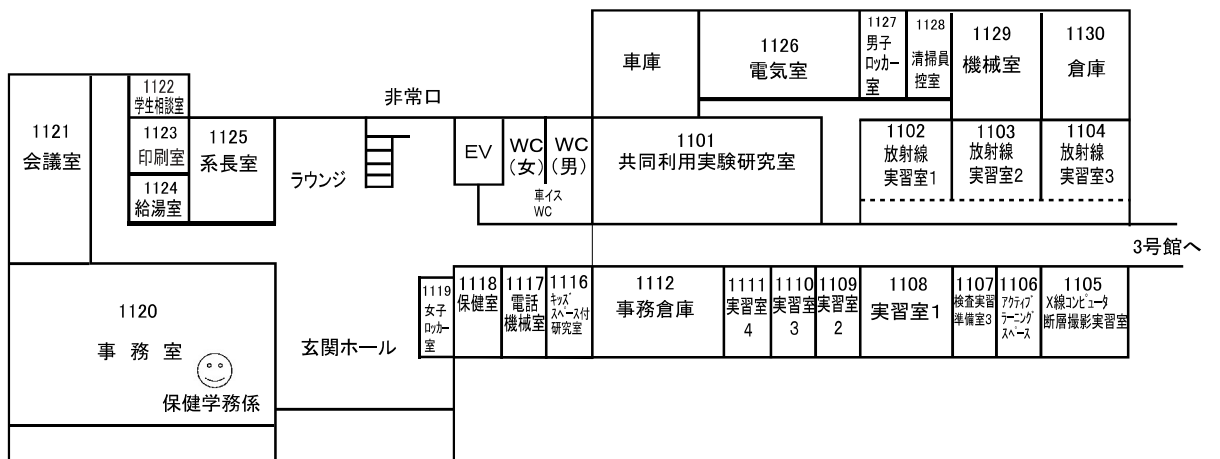 車庫
1126
電気室
1127
男子
ロッカー
室
1128
清掃員
控室
1129
機械室
1130
倉庫
1121
会議室
1122
学生相談室
1123
印刷室
1124
給湯室
1125
系長室
非常口
ラウンジ
EV
WC
(女)
WC
(男)
車イス
WC
1101
共同利用実験研究室
1102
放射線
実習室1
1103
放射線
実習室2
1104
放射線
実習室3
3号館へ
1120
事 務 室
保健学務係
玄関ホール
1119
女子
ロッカー
室
1118
保健室
1117
電話
機械室
1116
キッズ
スペース付
研究室
1112
事務倉庫
1111
実習室
4
1110
実習室
3
1109
実習室
2
1108
実習室1
1107
検査実習
準備室3
1106
アクティブ
ラーニング
スペース
1105
X線コンピュータ
断層撮影実習室